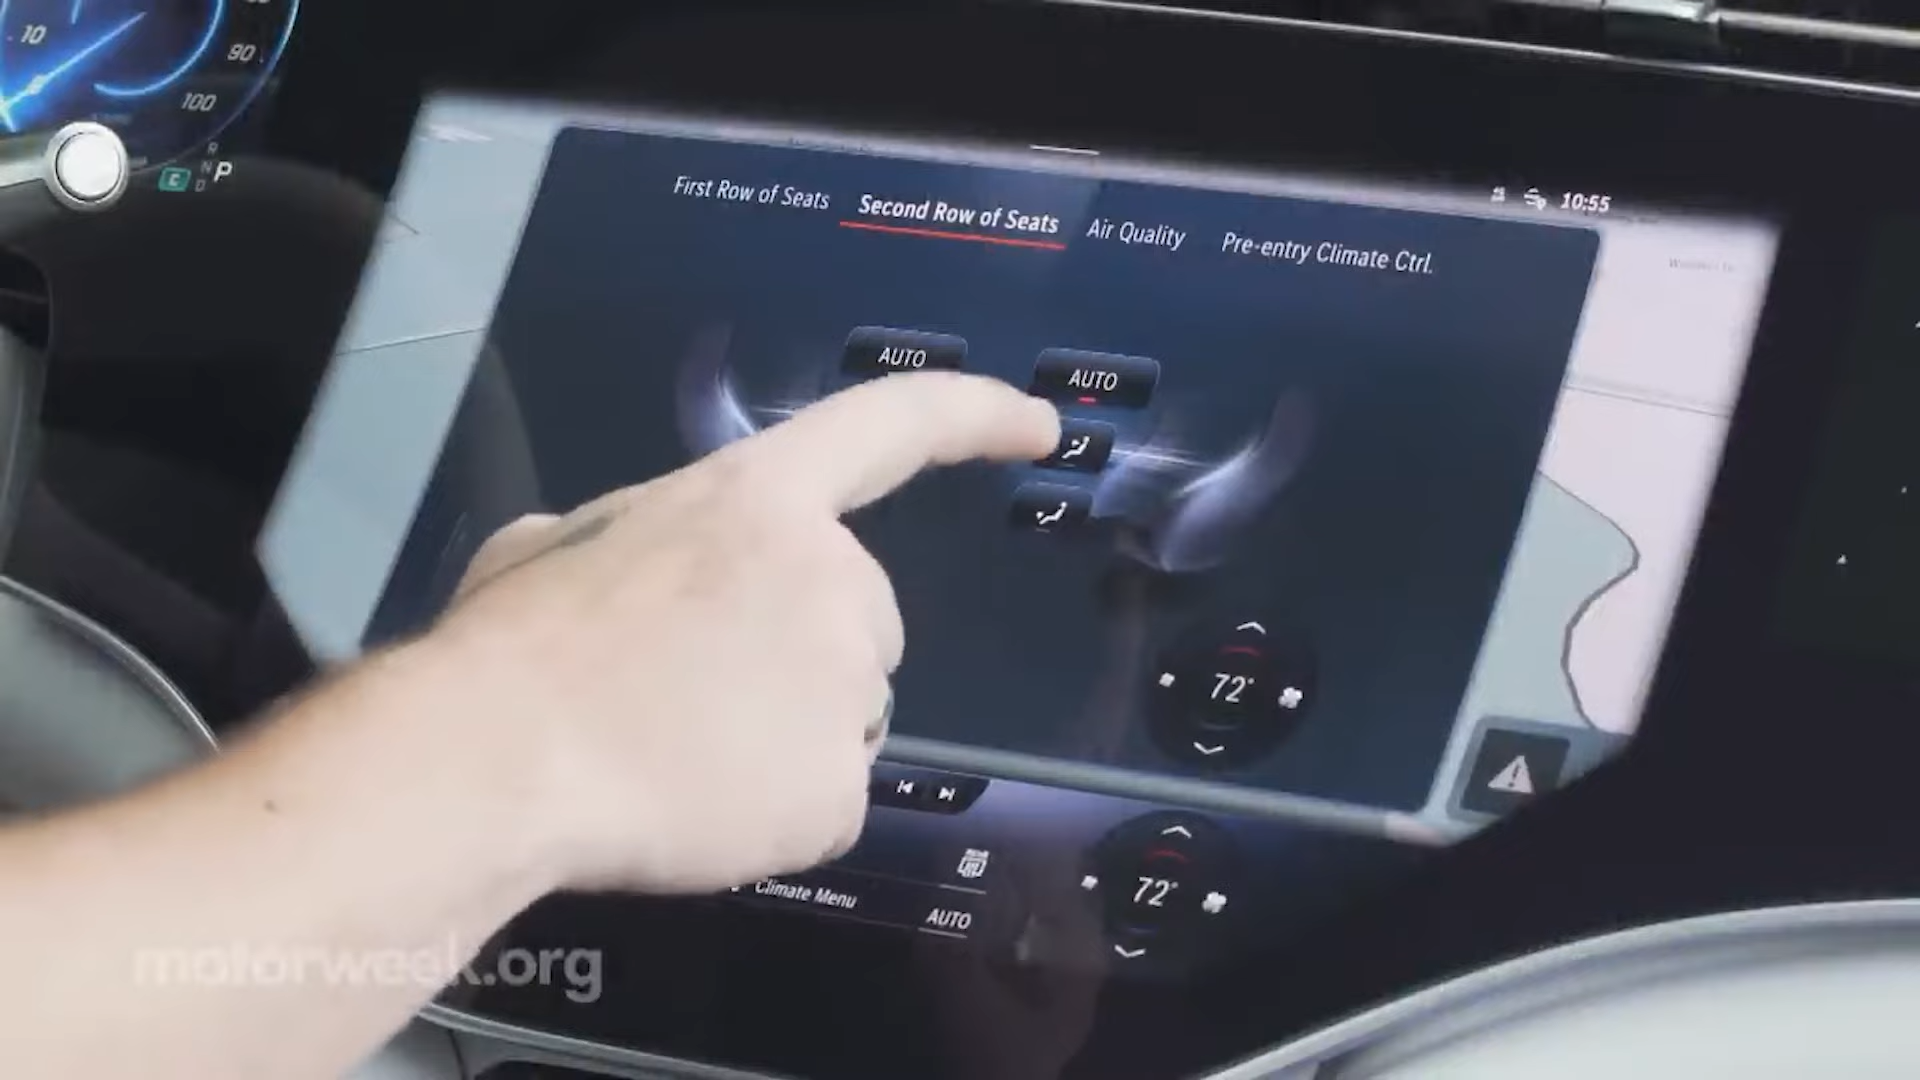 10
90
100
R
N
D
P
C
10:55
First Row of Seats
Second Row of Seats
Air Quality
Pre-entry Climate Ctrl.
AUTO
AUTO
72°
72°
Climate Menu
AUTO
motorweek.org